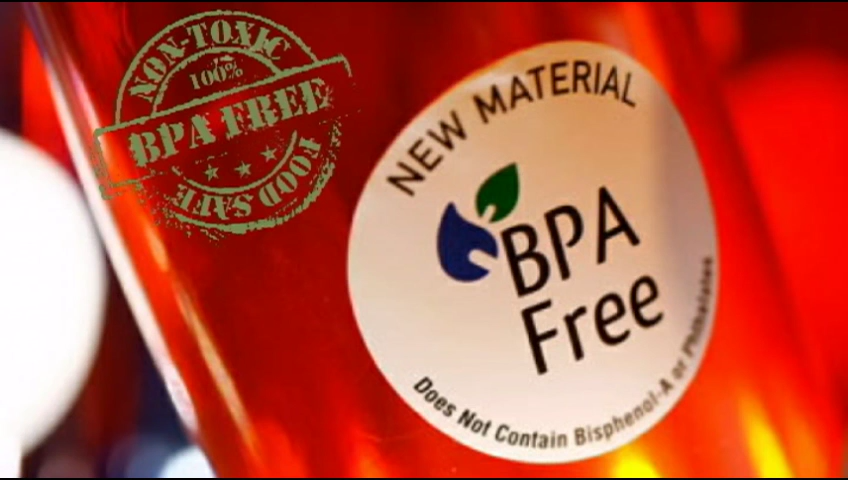 NON-TOXIC
100%
BPA FREE
FOOD SAFE
NEW MATERIAL
BPA
Free
Does Not Contain Bisphenol-A or Phthalates